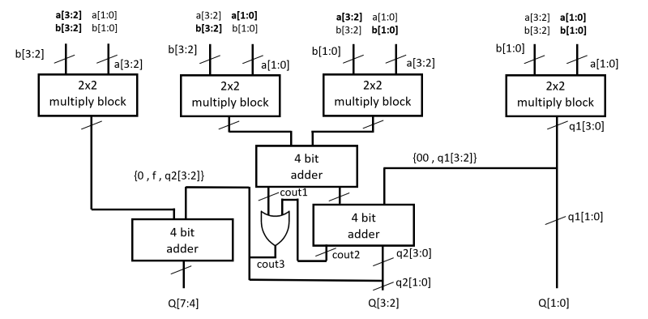 a[3:2] a[1:0]
b[3:2] b[1:0]
a[3:2] a[1:0]
b[3:2] b[1:0]
a[3:2] a[1:0]
b[3:2] b[1:0]
a[3:2] a[1:0]
b[3:2] b[1:0]
b[3:2]
a[3:2]
b[3:2]
a[1:0]
b[1:0]
a[3:2]
b[1:0]
a[1:0]
2x2
multiply block
2x2
multiply block
2x2
multiply block
2x2
multiply block
q1[3:0]
4 bit
adder
{00 , q1[3:2]}
{0 , f , q2[3:2]}
cout1
4 bit
adder
4 bit
adder
q1[1:0]
cout2
q2[3:0]
cout3
q2[1:0]
Q[7:4]
Q[3:2]
Q[1:0]